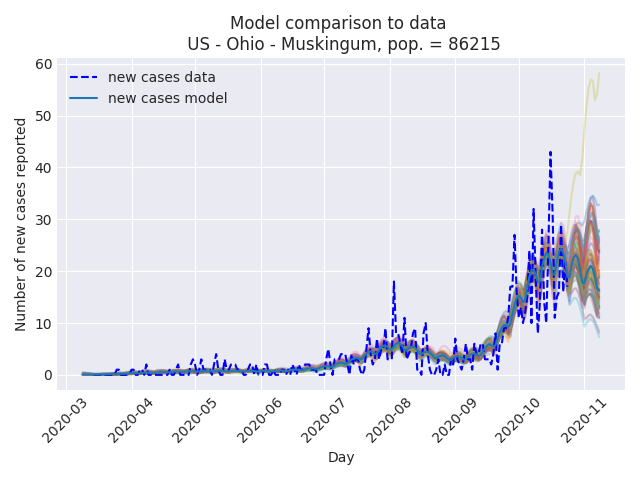 Model comparison to data
US - Ohio - Muskingum, pop. = 86215
new cases data
new cases model
Number of new cases reported
60
50
40
30
20
10
0
2020-03
2020-04
2020-05
2020-06
2020-07
2020-08
2020-09
2020-10
2020-11
Day